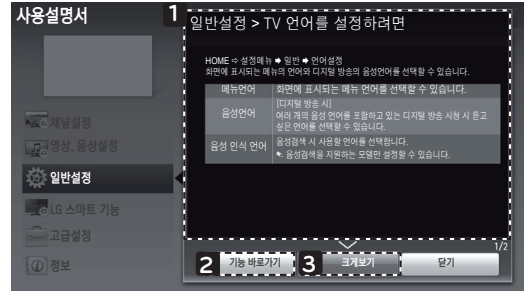 사용설명서
1
일반설정 > TV 언어를 설정하려면
HOME ⇨ 설정메뉴 ➡ 일반 ➡ 언어설정
화면에 표시되는 메뉴의 언어와 디지털 방송의 음성언어를 선택할 수 있습니다.
메뉴언어 화면에 표시되는 메뉴 언어를 선택할 수 있습니다.
음성언어 [디지털 방송 시]
여러 개의 음성 언어를 포함하고 있는 디지털 방송 시청 시 듣고
싶은 언어를 선택할 수 있습니다.
음성 인식 언어 음성검색 시 사용할 언어를 선택합니다.
음성검색을 지원하는 모델만 설정할 수 있습니다.
채널설정
영상, 음성설정
일반설정
LG 스마트 기능
고급설정
정보
1/2
2 기능 바로가기 3 크게보기 닫기